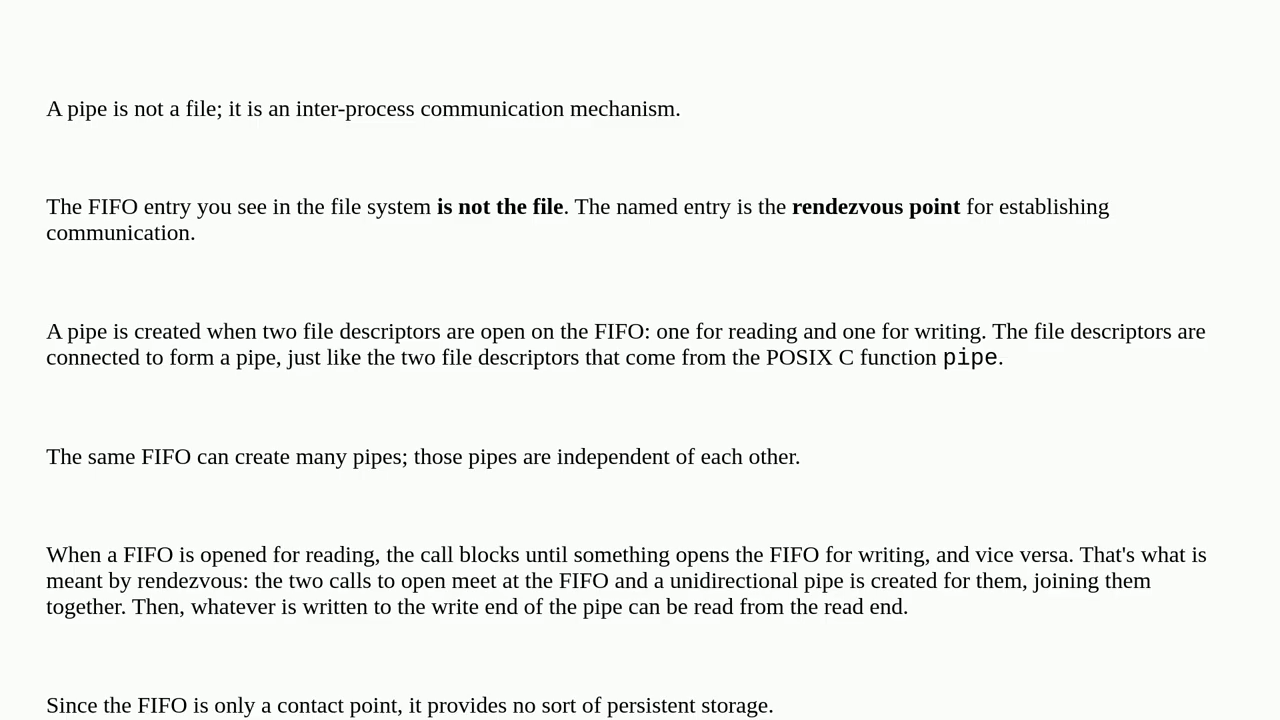 A pipe is not a file; it is an inter-process communication mechanism.
The FIFO entry you see in the file system is not the file. The named entry is the rendezvous point for establishing
communication.
A pipe is created when two file descriptors are open on the FIFO: one for reading and one for writing. The file descriptors are
connected to form a pipe, just like the two file descriptors that come from the POSIX C function pipe.
The same FIFO can create many pipes; those pipes are independent of each other.
When a FIFO is opened for reading, the call blocks until something opens the FIFO for writing, and vice versa. That's what is
meant by rendezvous: the two calls to open meet at the FIFO and a unidirectional pipe is created for them, joining them
together. Then, whatever is written to the write end of the pipe can be read from the read end.
Since the FIFO is only a contact point, it provides no sort of persistent storage.